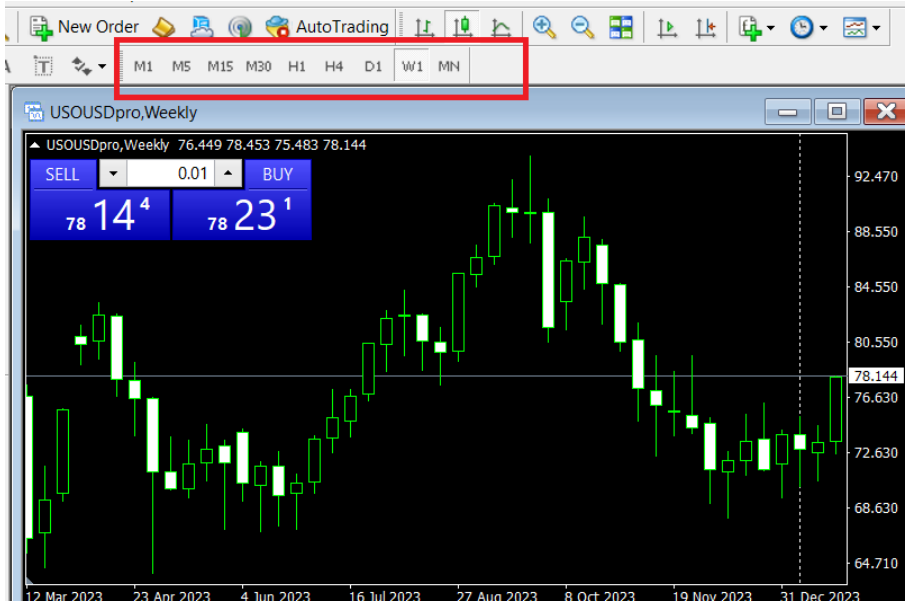 New Order AutoTrading
T M1 M5 M15 M30 H1 H4 D1 W1 MN
USOUSDpro,Weekly
USOUSDpro,Weekly 76.449 78.453 75.483 78.144
SELL 0.01 BUY
78 14 4 78 23 1
92.470
88.550
84.550
80.550
78.144
76.630
72.630
68.630
64.710
12 Mar 2023 23 Apr 2023 4 Jun 2023 16 Jul 2023 27 Aug 2023 8 Oct 2023 19 Nov 2023 31 Dec 2023